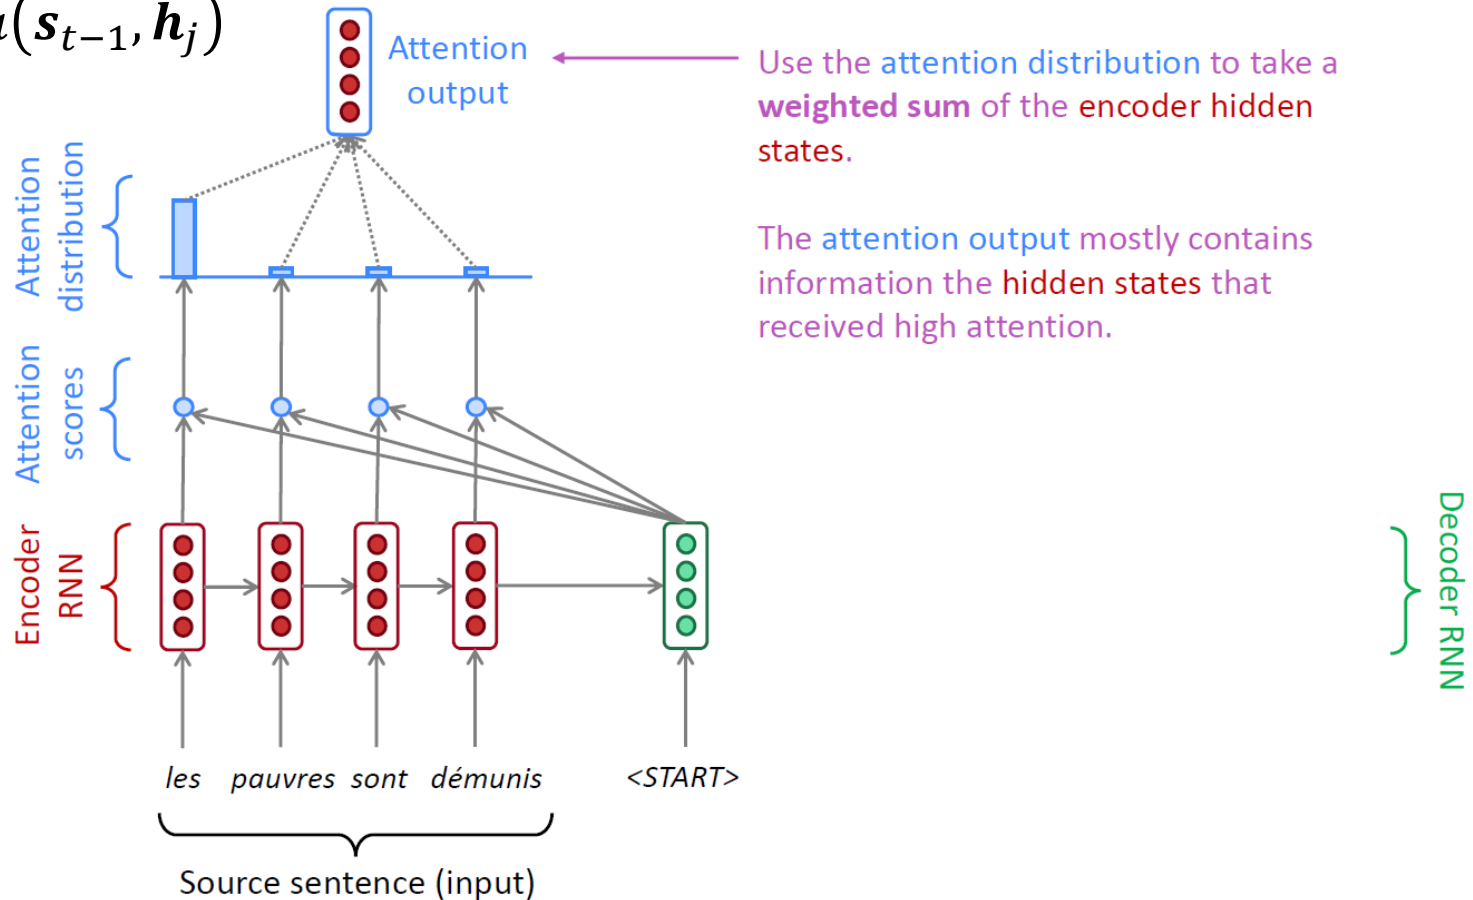 a(s_{t−1}, h_j)
Attention
output
Use the attention distribution to take a
weighted sum of the encoder hidden
states.
The attention output mostly contains
information the hidden states that
received high attention.
Attention
distribution
Attention
scores
Encoder
RNN
Decoder RNN
les pauvres sont démunis <START>
Source sentence (input)